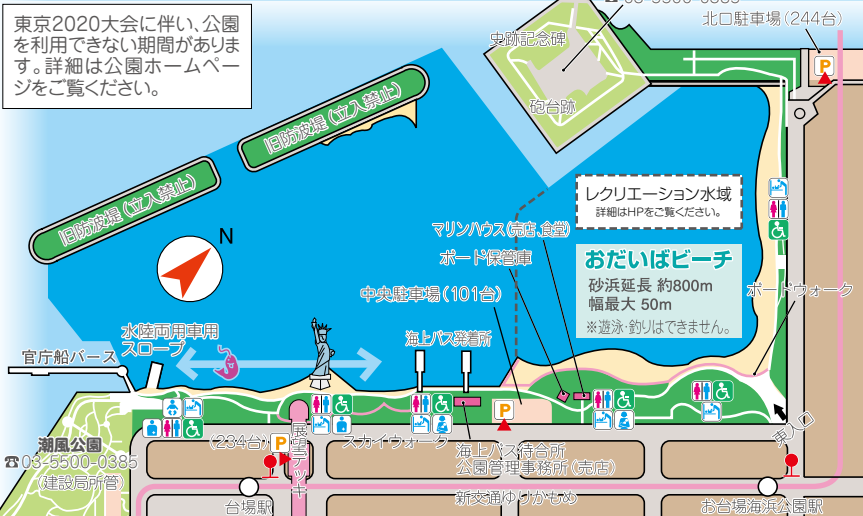 東京2020大会に伴い、公園
を利用できない期間がありま
す。詳細は公園ホームペー
ジをご覧ください。
北口駐車場(244台)
P
史跡記念碑
砲台跡
旧防波堤(立入禁止)
旧防波堤(立入禁止)
N
レクリエーション水域
詳細はHPをご覧ください。
マリンハウス(売店、食堂)
ボード保管庫
おだいばビーチ
砂浜延長 約800m
幅最大 50m
※遊泳・釣りはできません。
中央駐車場(101台)
ボードウォーク
水陸両用車用
スロープ
海上バス発着所
官庁船バース
P
東入口
潮風公園
☎03-5500-0385
(建設局所管)
(234台)
P
展望デッキ
スカイウォーク
海上バス待合所
公園管理事務所(売店)
台場駅
新交通ゆりかもめ
お台場海浜公園駅